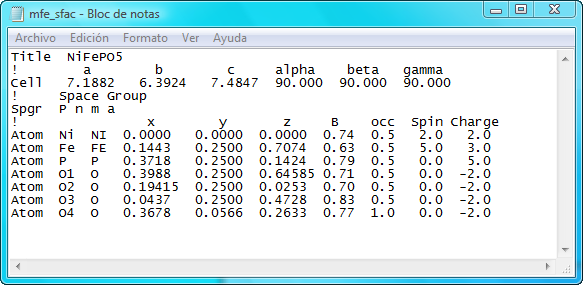 mfe_sfac - Bloc de notas
Archivo Edición Formato Ver Ayuda
Title NiFePO5
! a b c alpha beta gamma
Cell 7.1882 6.3924 7.4847 90.000 90.000 90.000
! Space Group
Spgr P n m a
! x y z B occ Spin Charge
Atom Ni NI 0.0000 0.0000 0.0000 0.74 0.5 2.0 2.0
Atom Fe FE 0.1443 0.2500 0.7074 0.63 0.5 5.0 3.0
Atom P P 0.3718 0.2500 0.1424 0.79 0.5 0.0 5.0
Atom O1 O 0.3988 0.2500 0.64585 0.71 0.5 0.0 -2.0
Atom O2 O 0.19415 0.2500 0.0253 0.70 0.5 0.0 -2.0
Atom O3 O 0.0437 0.2500 0.4728 0.83 0.5 0.0 -2.0
Atom O4 O 0.3678 0.0566 0.2633 0.77 1.0 0.0 -2.0